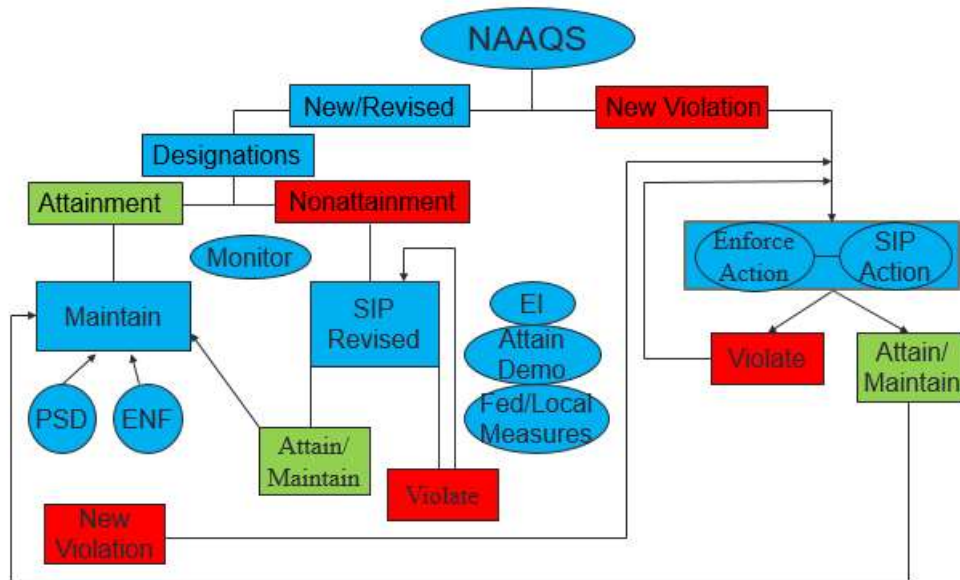 NAAQS
New/Revised
New Violation
Designations
Attainment
Nonattainment
Monitor
Enforce
Action
SIP
Action
Maintain
SIP
Revised
EI
Attain
Demo
Fed/Local
Measures
Violate
Attain/
Maintain
PSD
ENF
Attain/
Maintain
Violate
New
Violation